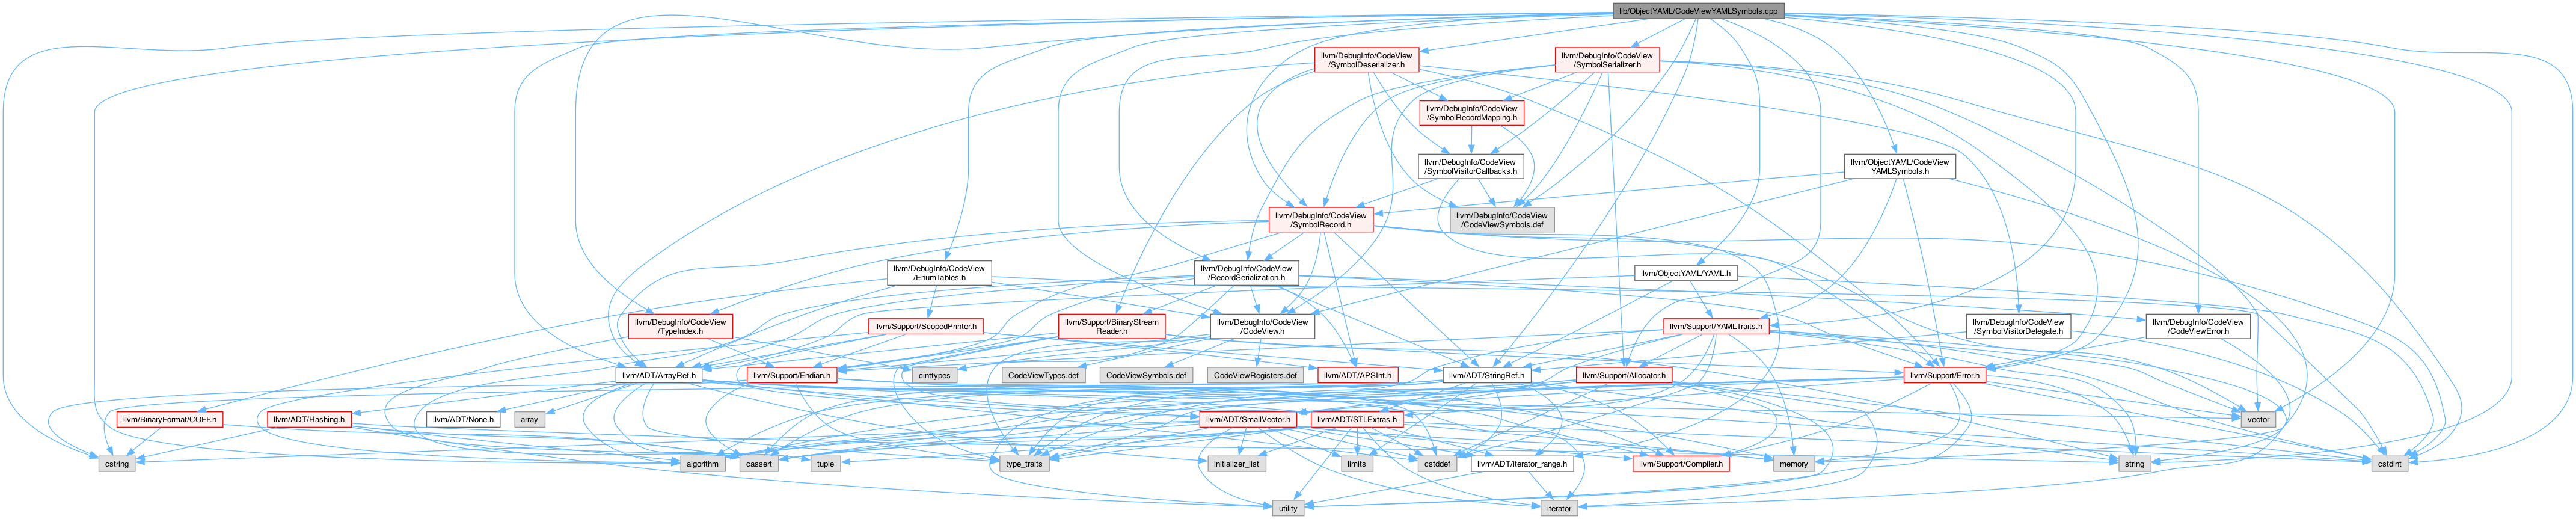 lib/ObjectYAML/CodeViewYAMLSymbols.cpp
llvm/DebugInfo/CodeView
/SymbolDeserializer.h
llvm/DebugInfo/CodeView
/SymbolSerializer.h
llvm/DebugInfo/CodeView
/SymbolRecordMapping.h
llvm/DebugInfo/CodeView
/SymbolVisitorCallbacks.h
llvm/ObjectYAML/CodeView
YAMLSymbols.h
llvm/DebugInfo/CodeView
/SymbolRecord.h
llvm/DebugInfo/CodeView
/CodeViewSymbols.def
llvm/DebugInfo/CodeView
/EnumTables.h
llvm/DebugInfo/CodeView
/RecordSerialization.h
llvm/ObjectYAML/YAML.h
llvm/DebugInfo/CodeView
/TypeIndex.h
llvm/Support/ScopedPrinter.h
llvm/Support/BinaryStream
Reader.h
llvm/DebugInfo/CodeView
/CodeView.h
llvm/Support/YAMLTraits.h
llvm/DebugInfo/CodeView
/SymbolVisitorDelegate.h
llvm/DebugInfo/CodeView
/CodeViewError.h
llvm/ADT/ArrayRef.h
llvm/Support/Endian.h
cinttypes
CodeViewTypes.def
CodeViewSymbols.def
CodeViewRegisters.def
llvm/ADT/APSInt.h
llvm/ADT/StringRef.h
llvm/Support/Allocator.h
llvm/Support/Error.h
llvm/BinaryFormat/COFF.h
llvm/ADT/Hashing.h
llvm/ADT/None.h
array
llvm/ADT/SmallVector.h
llvm/ADT/STLExtras.h
vector
cstring
algorithm
cassert
tuple
type_traits
initializer_list
limits
cstddef
llvm/ADT/iterator_range.h
llvm/Support/Compiler.h
memory
string
cstdint
utility
iterator